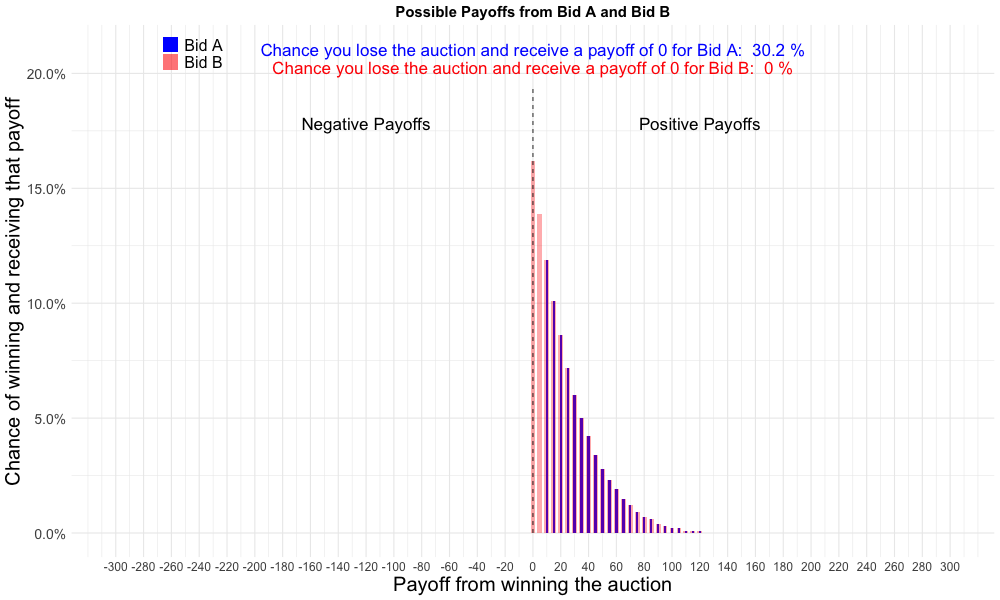 Possible Payoffs from Bid A and Bid B
Bid A
Bid B
Chance you lose the auction and receive a payoff of 0 for Bid A: 30.2 %
Chance you lose the auction and receive a payoff of 0 for Bid B: 0 %
Negative Payoffs
Positive Payoffs
Chance of winning and receiving that payoff
20.0%
15.0%
10.0%
5.0%
0.0%
-300 -280 -260 -240 -220 -200 -180 -160 -140 -120 -100 -80 -60 -40 -20 0 20 40 60 80 100 120 140 160 180 200 220 240 260 280 300
Payoff from winning the auction